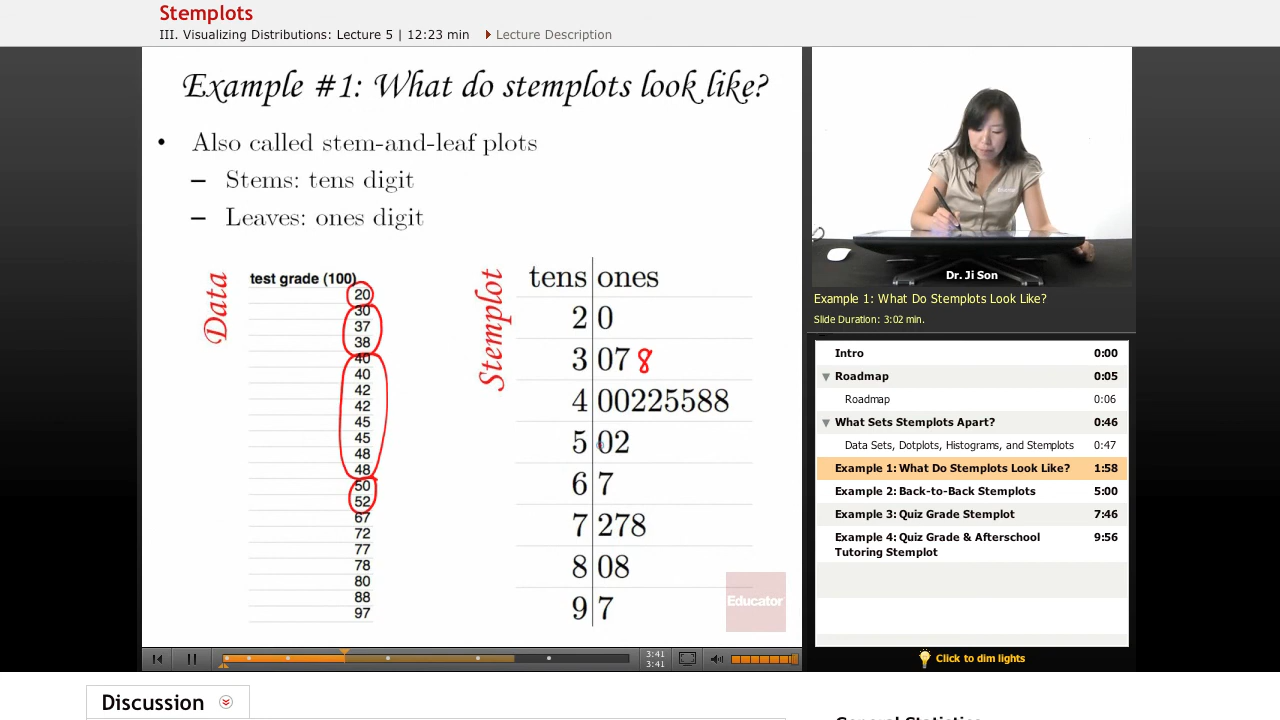 Stemplots
III. Visualizing Distributions: Lecture 5 | 12:23 min Lecture Description
Example #1: What do stemplots look like?
• Also called stem-and-leaf plots
– Stems: tens digit
– Leaves: ones digit
Data
test grade (100)
20
30
37
38
40
40
42
42
45
45
48
48
50
52
67
72
77
78
80
88
97
Stemplot
tens ones
2 0
3 07 8
4 00225588
5 02
6 7
7 278
8 08
9 7
Educator
3:41
3:41
Dr. Ji Son
Example 1: What Do Stemplots Look Like?
Slide Duration: 3:02 min.
Intro 0:00
Roadmap 0:05
Roadmap 0:06
What Sets Stemplots Apart? 0:46
Data Sets, Dotplots, Histograms, and Stemplots 0:47
Example 1: What Do Stemplots Look Like? 1:58
Example 2: Back-to-Back Stemplots 5:00
Example 3: Quiz Grade Stemplot 7:46
Example 4: Quiz Grade & Afterschool 9:56
Tutoring Stemplot
Click to dim lights
Discussion
General Statistics